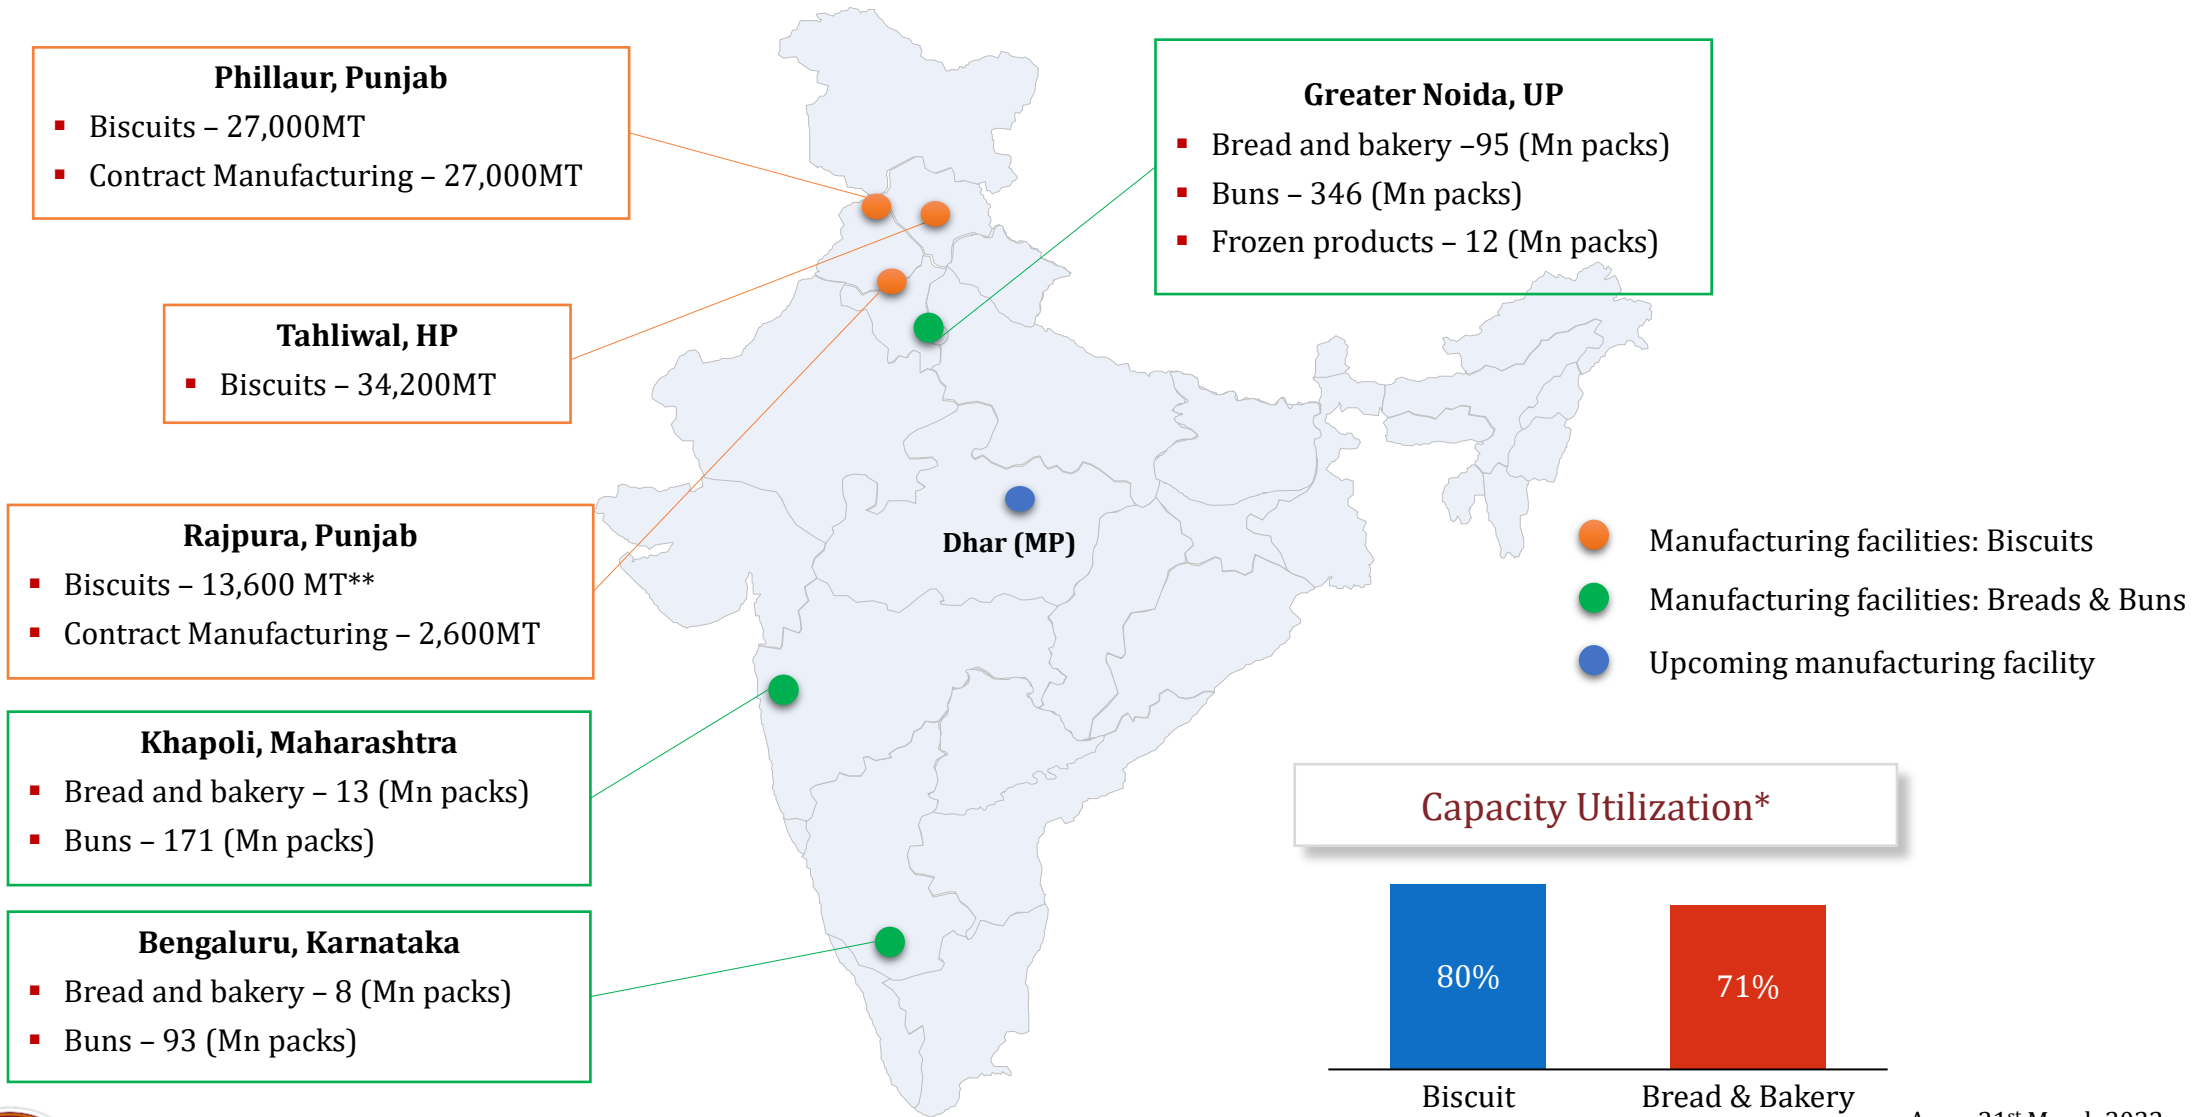 Phillaur, Punjab
▪ Biscuits – 27,000MT
▪ Contract Manufacturing – 27,000MT
Greater Noida, UP
▪ Bread and bakery –95 (Mn packs)
▪ Buns – 346 (Mn packs)
▪ Frozen products – 12 (Mn packs)
Tahliwal, HP
▪ Biscuits – 34,200MT
Rajpura, Punjab
▪ Biscuits – 13,600 MT**
▪ Contract Manufacturing – 2,600MT
Dhar (MP)
Manufacturing facilities: Biscuits
Manufacturing facilities: Breads & Buns
Upcoming manufacturing facility
Khapoli, Maharashtra
▪ Bread and bakery – 13 (Mn packs)
▪ Buns – 171 (Mn packs)
Bengaluru, Karnataka
▪ Bread and bakery – 8 (Mn packs)
▪ Buns – 93 (Mn packs)
Capacity Utilization*
80%
71%
Biscuit
Bread & Bakery